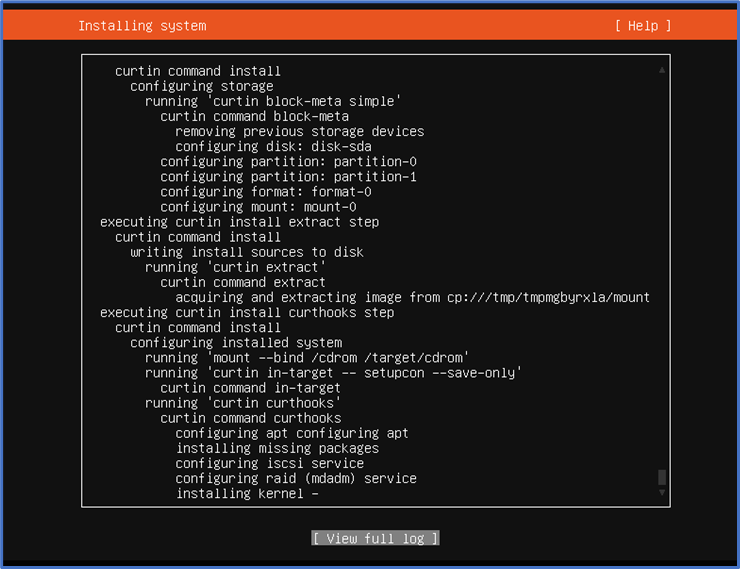 Installing system [ Help ]
curtin command install
configuring storage
running 'curtin block-meta simple'
curtin command block-meta
removing previous storage devices
configuring disk: disk-sda
configuring partition: partition-0
configuring partition: partition-1
configuring format: format-0
configuring mount: mount-0
executing curtin install extract step
curtin command install
writing install sources to disk
running 'curtin extract'
curtin command extract
acquiring and extracting image from cp:///tmp/tmpmgbyrxla/mount
executing curtin install curthooks step
curtin command install
configuring installed system
running 'mount --bind /cdrom /target/cdrom'
running 'curtin in-target -- setupcon --save-only'
curtin command in-target
running 'curtin curthooks'
curtin command curthooks
configuring apt configuring apt
installing missing packages
configuring iscsi service
configuring raid (mdadm) service
installing kernel -
[ View full log ]